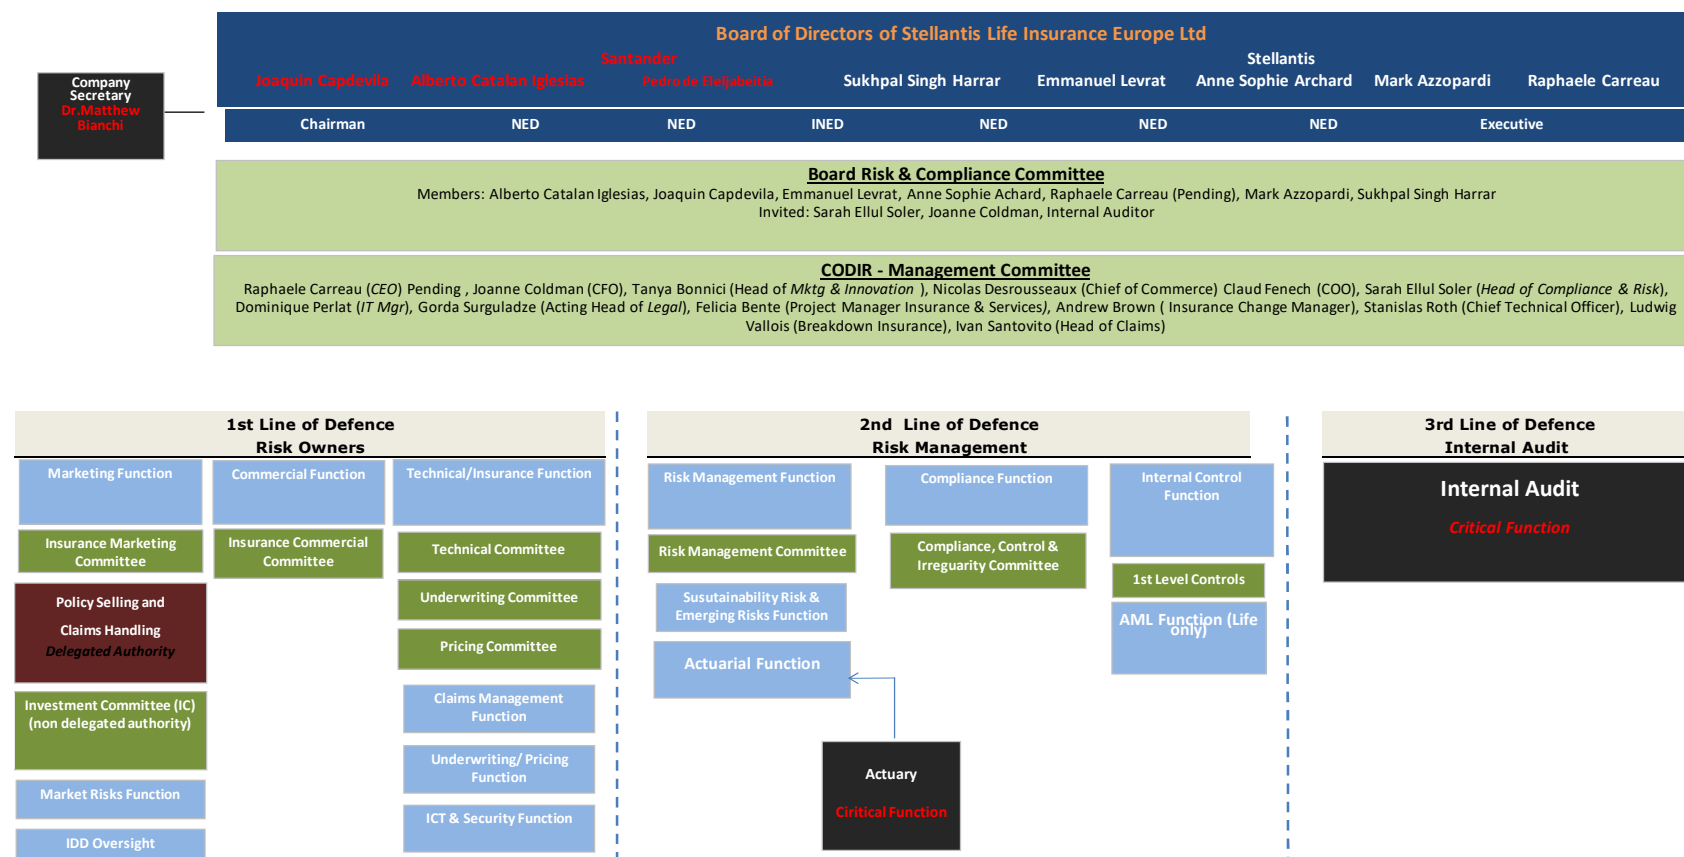 Board of Directors of Stellantis Life Insurance Europe Ltd
Santander
Stellantis
Joaquin Capdevila
Alberto Catalan Iglesias
Pedro de Elejabeitia
Sukhpal Singh Harrar
Emmanuel Levrat
Anne Sophie Archard
Mark Azzopardi
Raphaele Carreau
Company
Secretary
Dr.Matthew
Bianchi
Chairman
NED
NED
INED
NED
NED
NED
Executive
Board Risk & Compliance Committee
Members: Alberto Catalan Iglesias, Joaquin Capdevila, Emmanuel Levrat, Anne Sophie Achard, Raphaele Carreau (Pending), Mark Azzopardi, Sukhpal Singh Harrar
Invited: Sarah Ellul Soler, Joanne Coldman, Internal Auditor
CODIR - Management Committee
Raphaele Carreau (CEO) Pending , Joanne Coldman (CFO), Tanya Bonnici (Head of Mktg & Innovation ), Nicolas Desrousseaux (Chief of Commerce) Claud Fenech (COO), Sarah Ellul Soler (Head of Compliance & Risk),
Dominique Perlat (IT Mgr), Gorda Surguladze (Acting Head of Legal), Felicia Bente (Project Manager Insurance & Services), Andrew Brown ( Insurance Change Manager), Stanislas Roth (Chief Technical Officer), Ludwig
Vallois (Breakdown Insurance), Ivan Santovito (Head of Claims)
1st Line of Defence
Risk Owners
Marketing Function
Insurance Marketing
Committee
Policy Selling and
Claims Handling
Delegated Authority
Investment Committee (IC)
(non delegated authority)
Market Risks Function
IDD Oversight
Commercial Function
Insurance Commercial
Committee
Technical/Insurance Function
Technical Committee
Underwriting Committee
Pricing Committee
Claims Management
Function
Underwriting/ Pricing
Function
ICT & Security Function
2nd Line of Defence
Risk Management
Risk Management Function
Risk Management Committee
Susutainability Risk &
Emerging Risks Function
Actuarial Function
Actuary
Ciritical Function
Compliance Function
Compliance, Control &
Irreguarity Committee
Internal Control
Function
1st Level Controls
AML Function (Life
only)
3rd Line of Defence
Internal Audit
Internal Audit
Critical Function